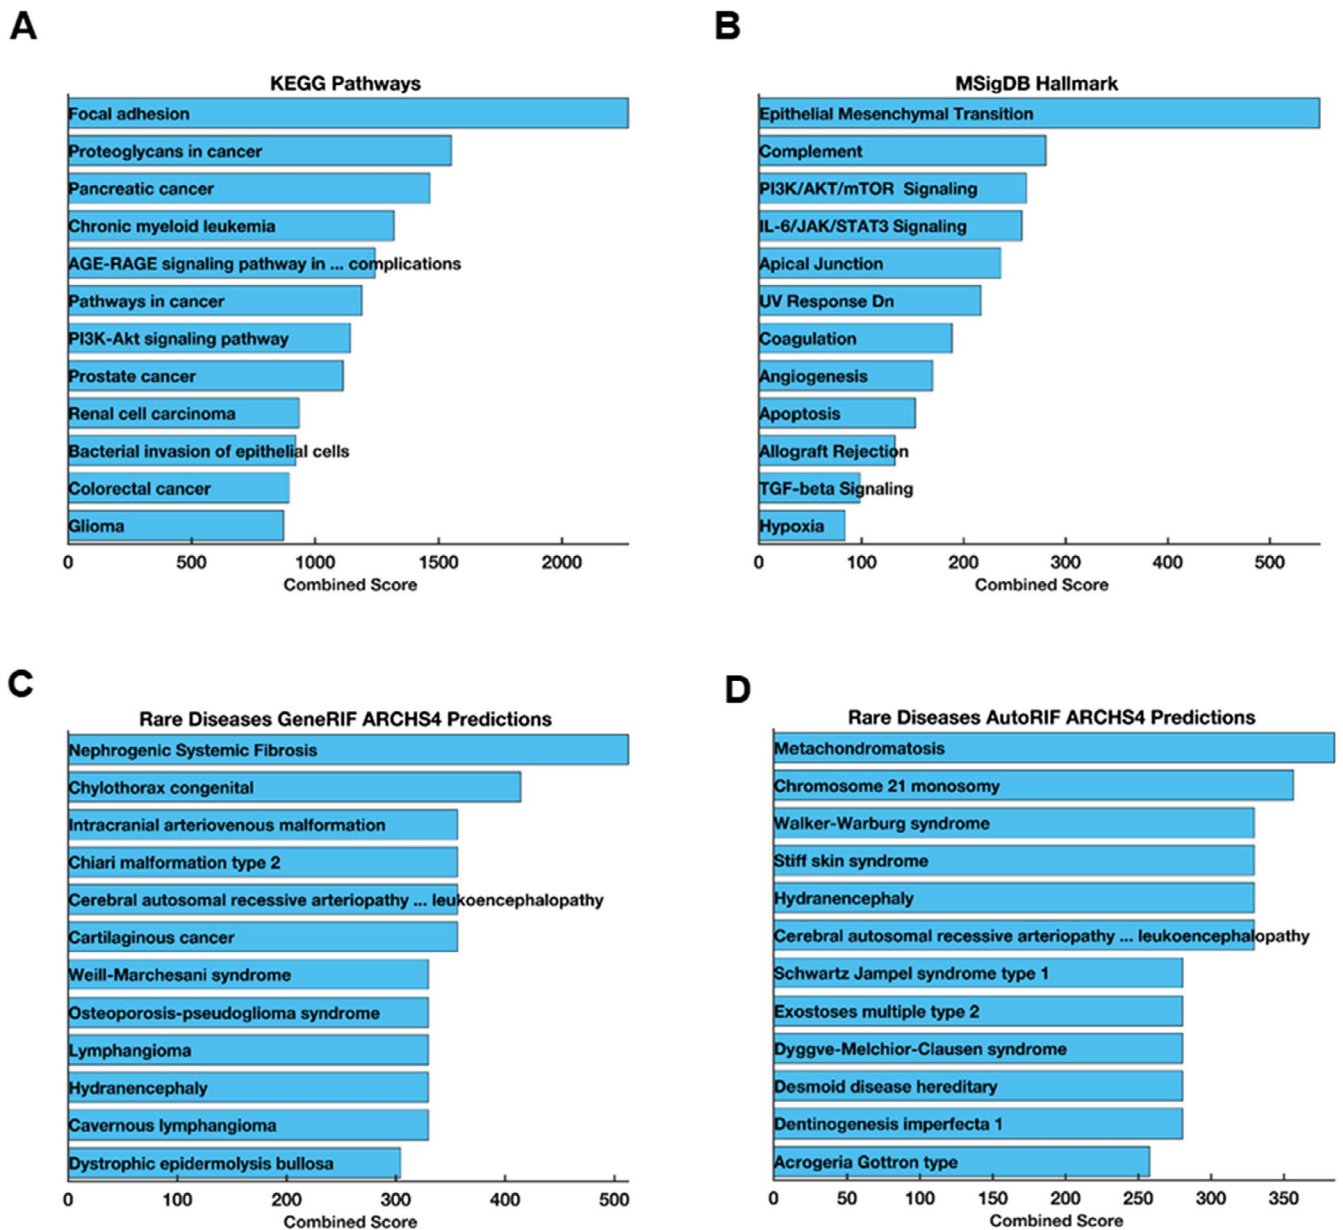 A
KEGG Pathways
Focal adhesion
Proteoglycans in cancer
Pancreatic cancer
Chronic myeloid leukemia
AGE-RAGE signaling pathway in ... complications
Pathways in cancer
PI3K-Akt signaling pathway
Prostate cancer
Renal cell carcinoma
Bacterial invasion of epithelial cells
Colorectal cancer
Glioma
0 500 1000 1500 2000
Combined Score
B
MSigDB Hallmark
Epithelial Mesenchymal Transition
Complement
PI3K/AKT/mTOR Signaling
IL-6/JAK/STAT3 Signaling
Apical Junction
UV Response Dn
Coagulation
Angiogenesis
Apoptosis
Allograft Rejection
TGF-beta Signaling
Hypoxia
0 100 200 300 400 500
Combined Score
C
Rare Diseases GeneRIF ARCHS4 Predictions
Nephrogenic Systemic Fibrosis
Chylothorax congenital
Intracranial arteriovenous malformation
Chiari malformation type 2
Cerebral autosomal recessive arteriopathy ... leukoencephalopathy
Cartilaginous cancer
Weill-Marchesani syndrome
Osteoporosis-pseudoglioma syndrome
Lymphangioma
Hydranencephaly
Cavernous lymphangioma
Dystrophic epidermolysis bullosa
0 100 200 300 400 500
Combined Score
D
Rare Diseases AutoRIF ARCHS4 Predictions
Metachondromatosis
Chromosome 21 monosomy
Walker-Warburg syndrome
Stiff skin syndrome
Hydranencephaly
Cerebral autosomal recessive arteriopathy ... leukoencephalopathy
Schwartz Jampel syndrome type 1
Exostoses multiple type 2
Dyggve-Melchior-Clausen syndrome
Desmoid disease hereditary
Dentinogenesis imperfecta 1
Acrogeria Gottron type
0 50 100 150 200 250 300 350
Combined Score